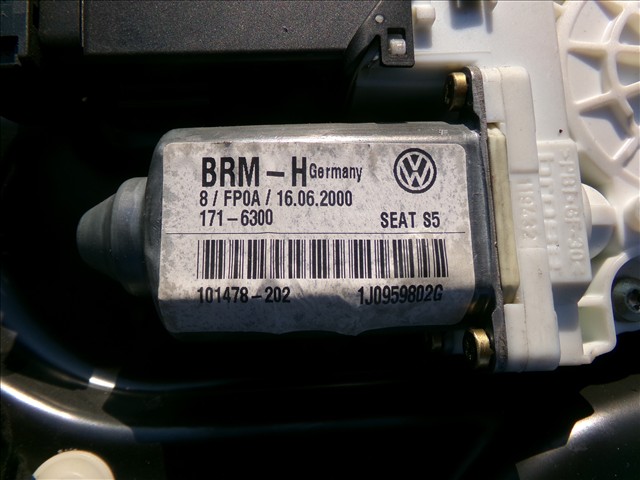 BRM-H Germany
8 / FP0A / 16.06.2000
171-6300 SEAT S5
101478-202 1J0959802G